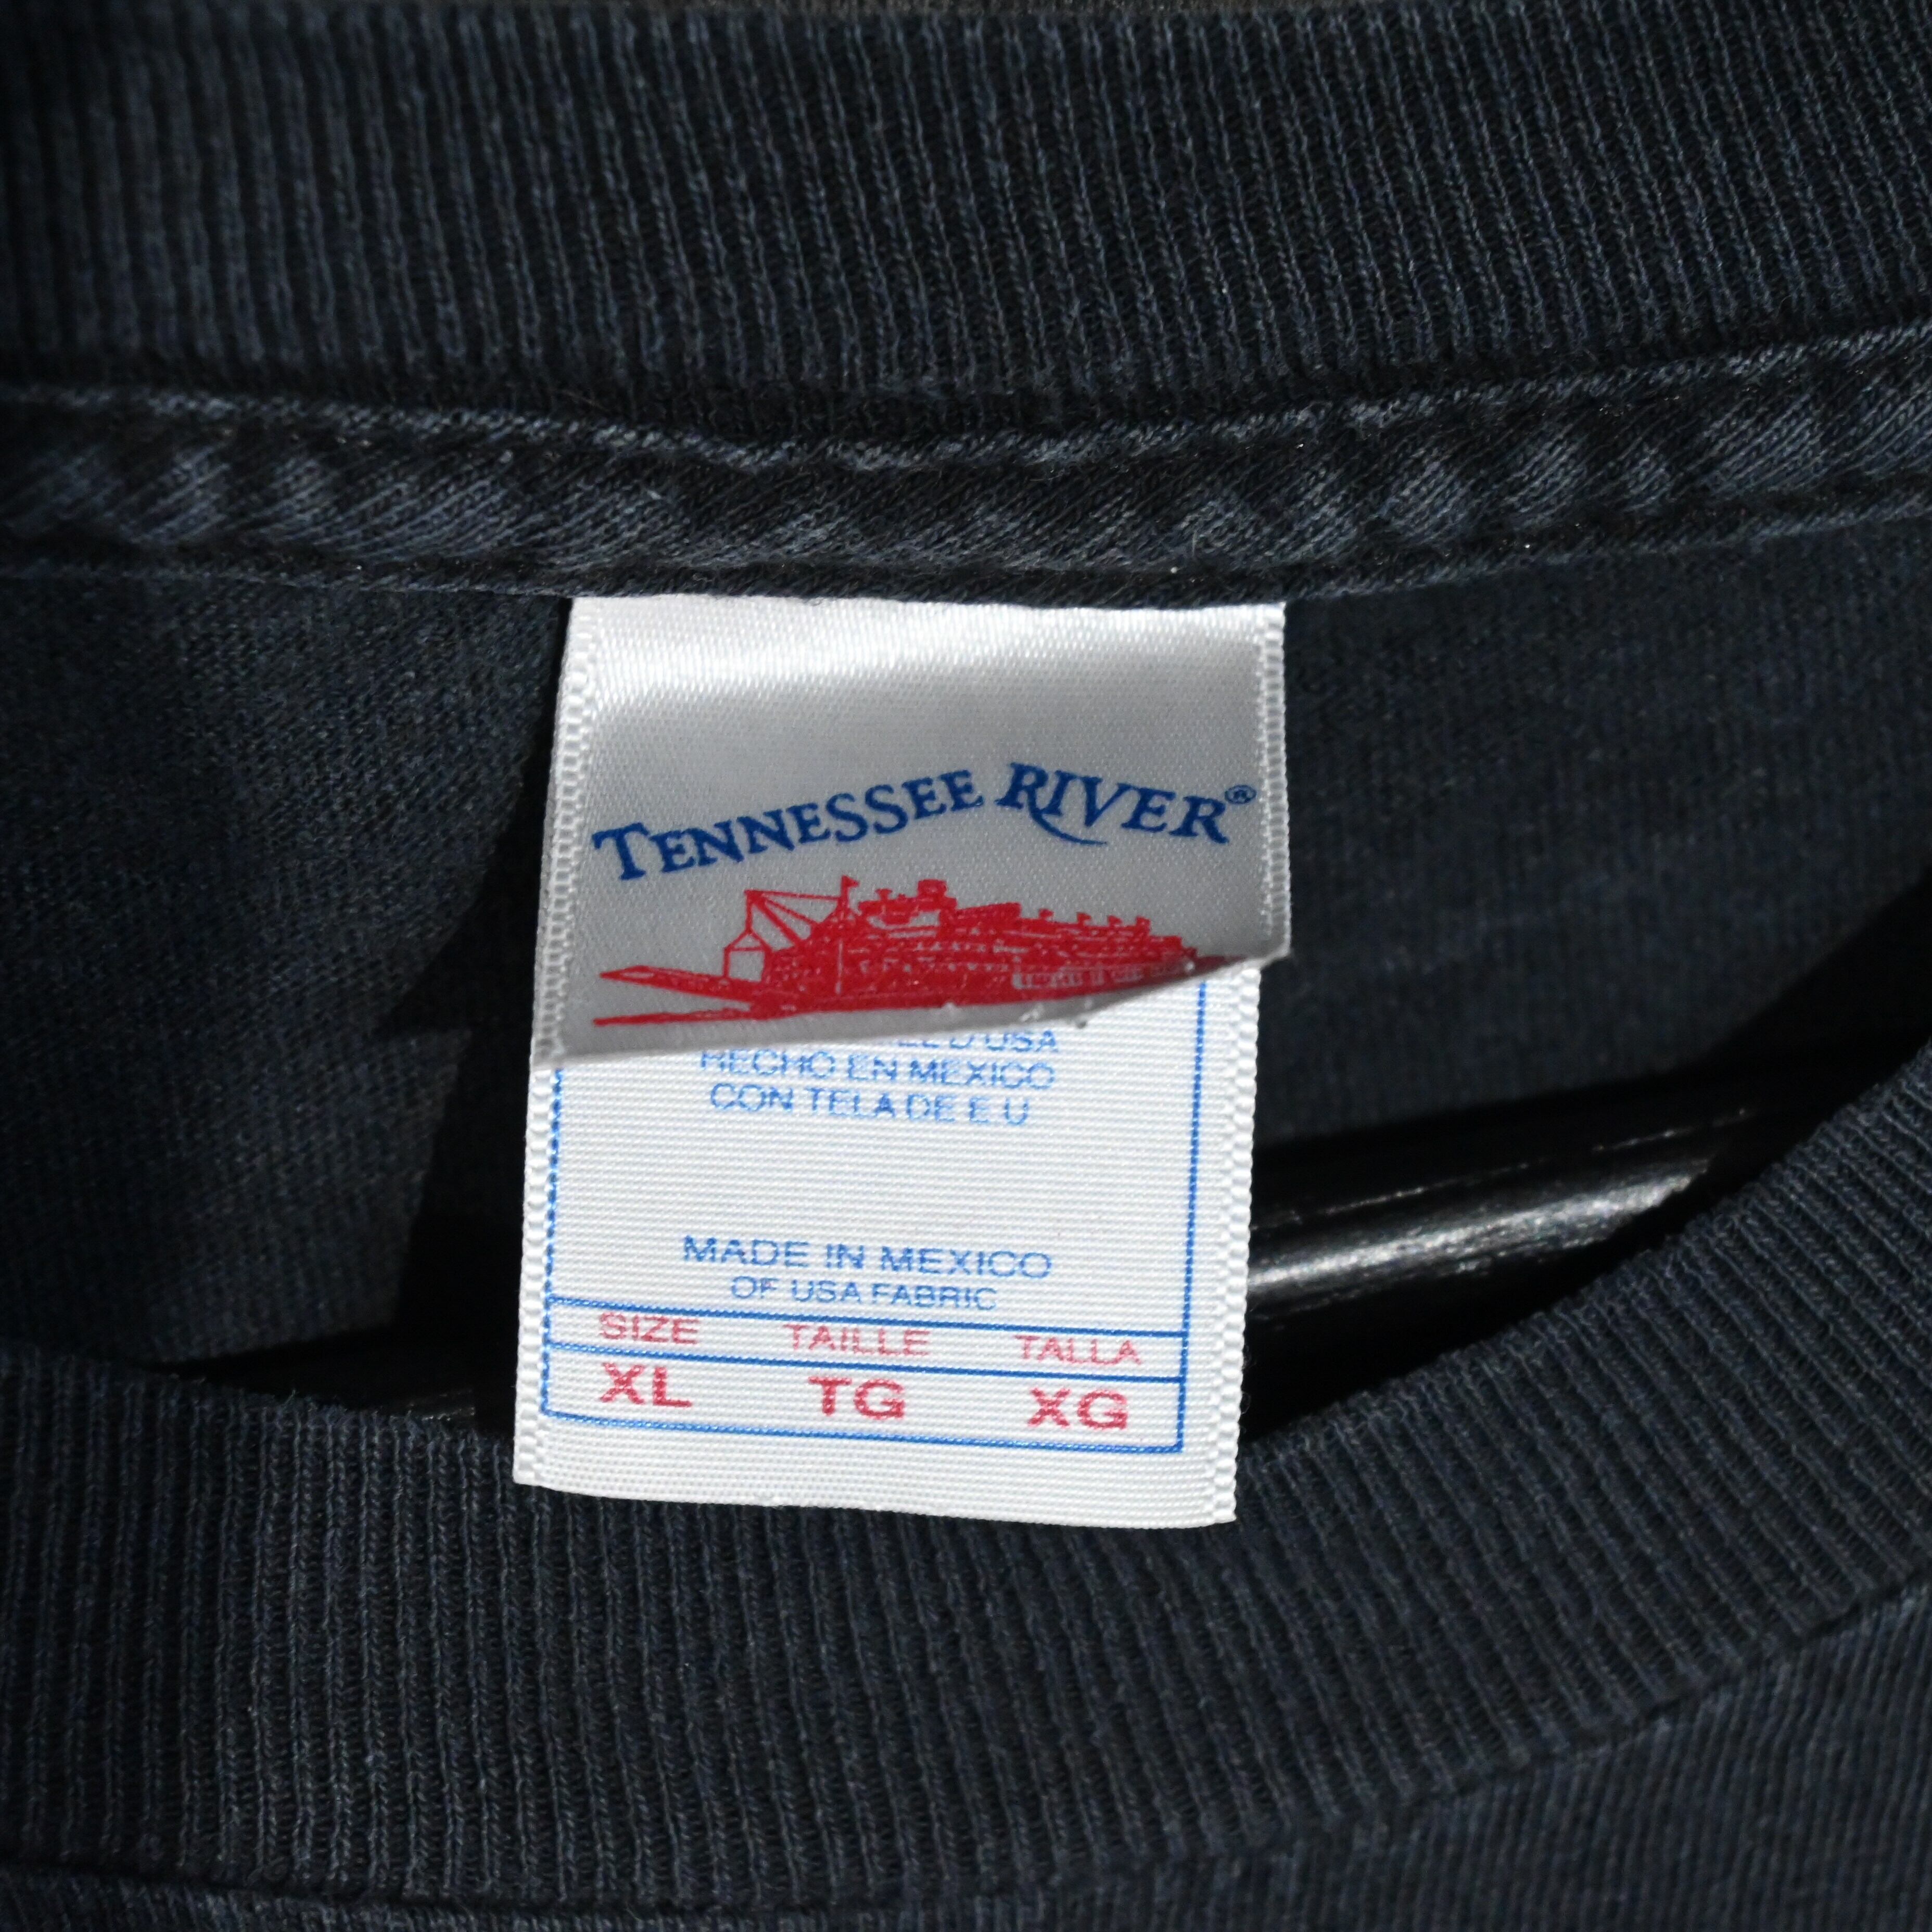 TENNESSEE RIVER®
D'USA
HECHO EN MEXICO
CON TELA DE E.U
MADE IN MEXICO
OF USA FABRIC
SIZE TAILLE TALLA
XL TG XG